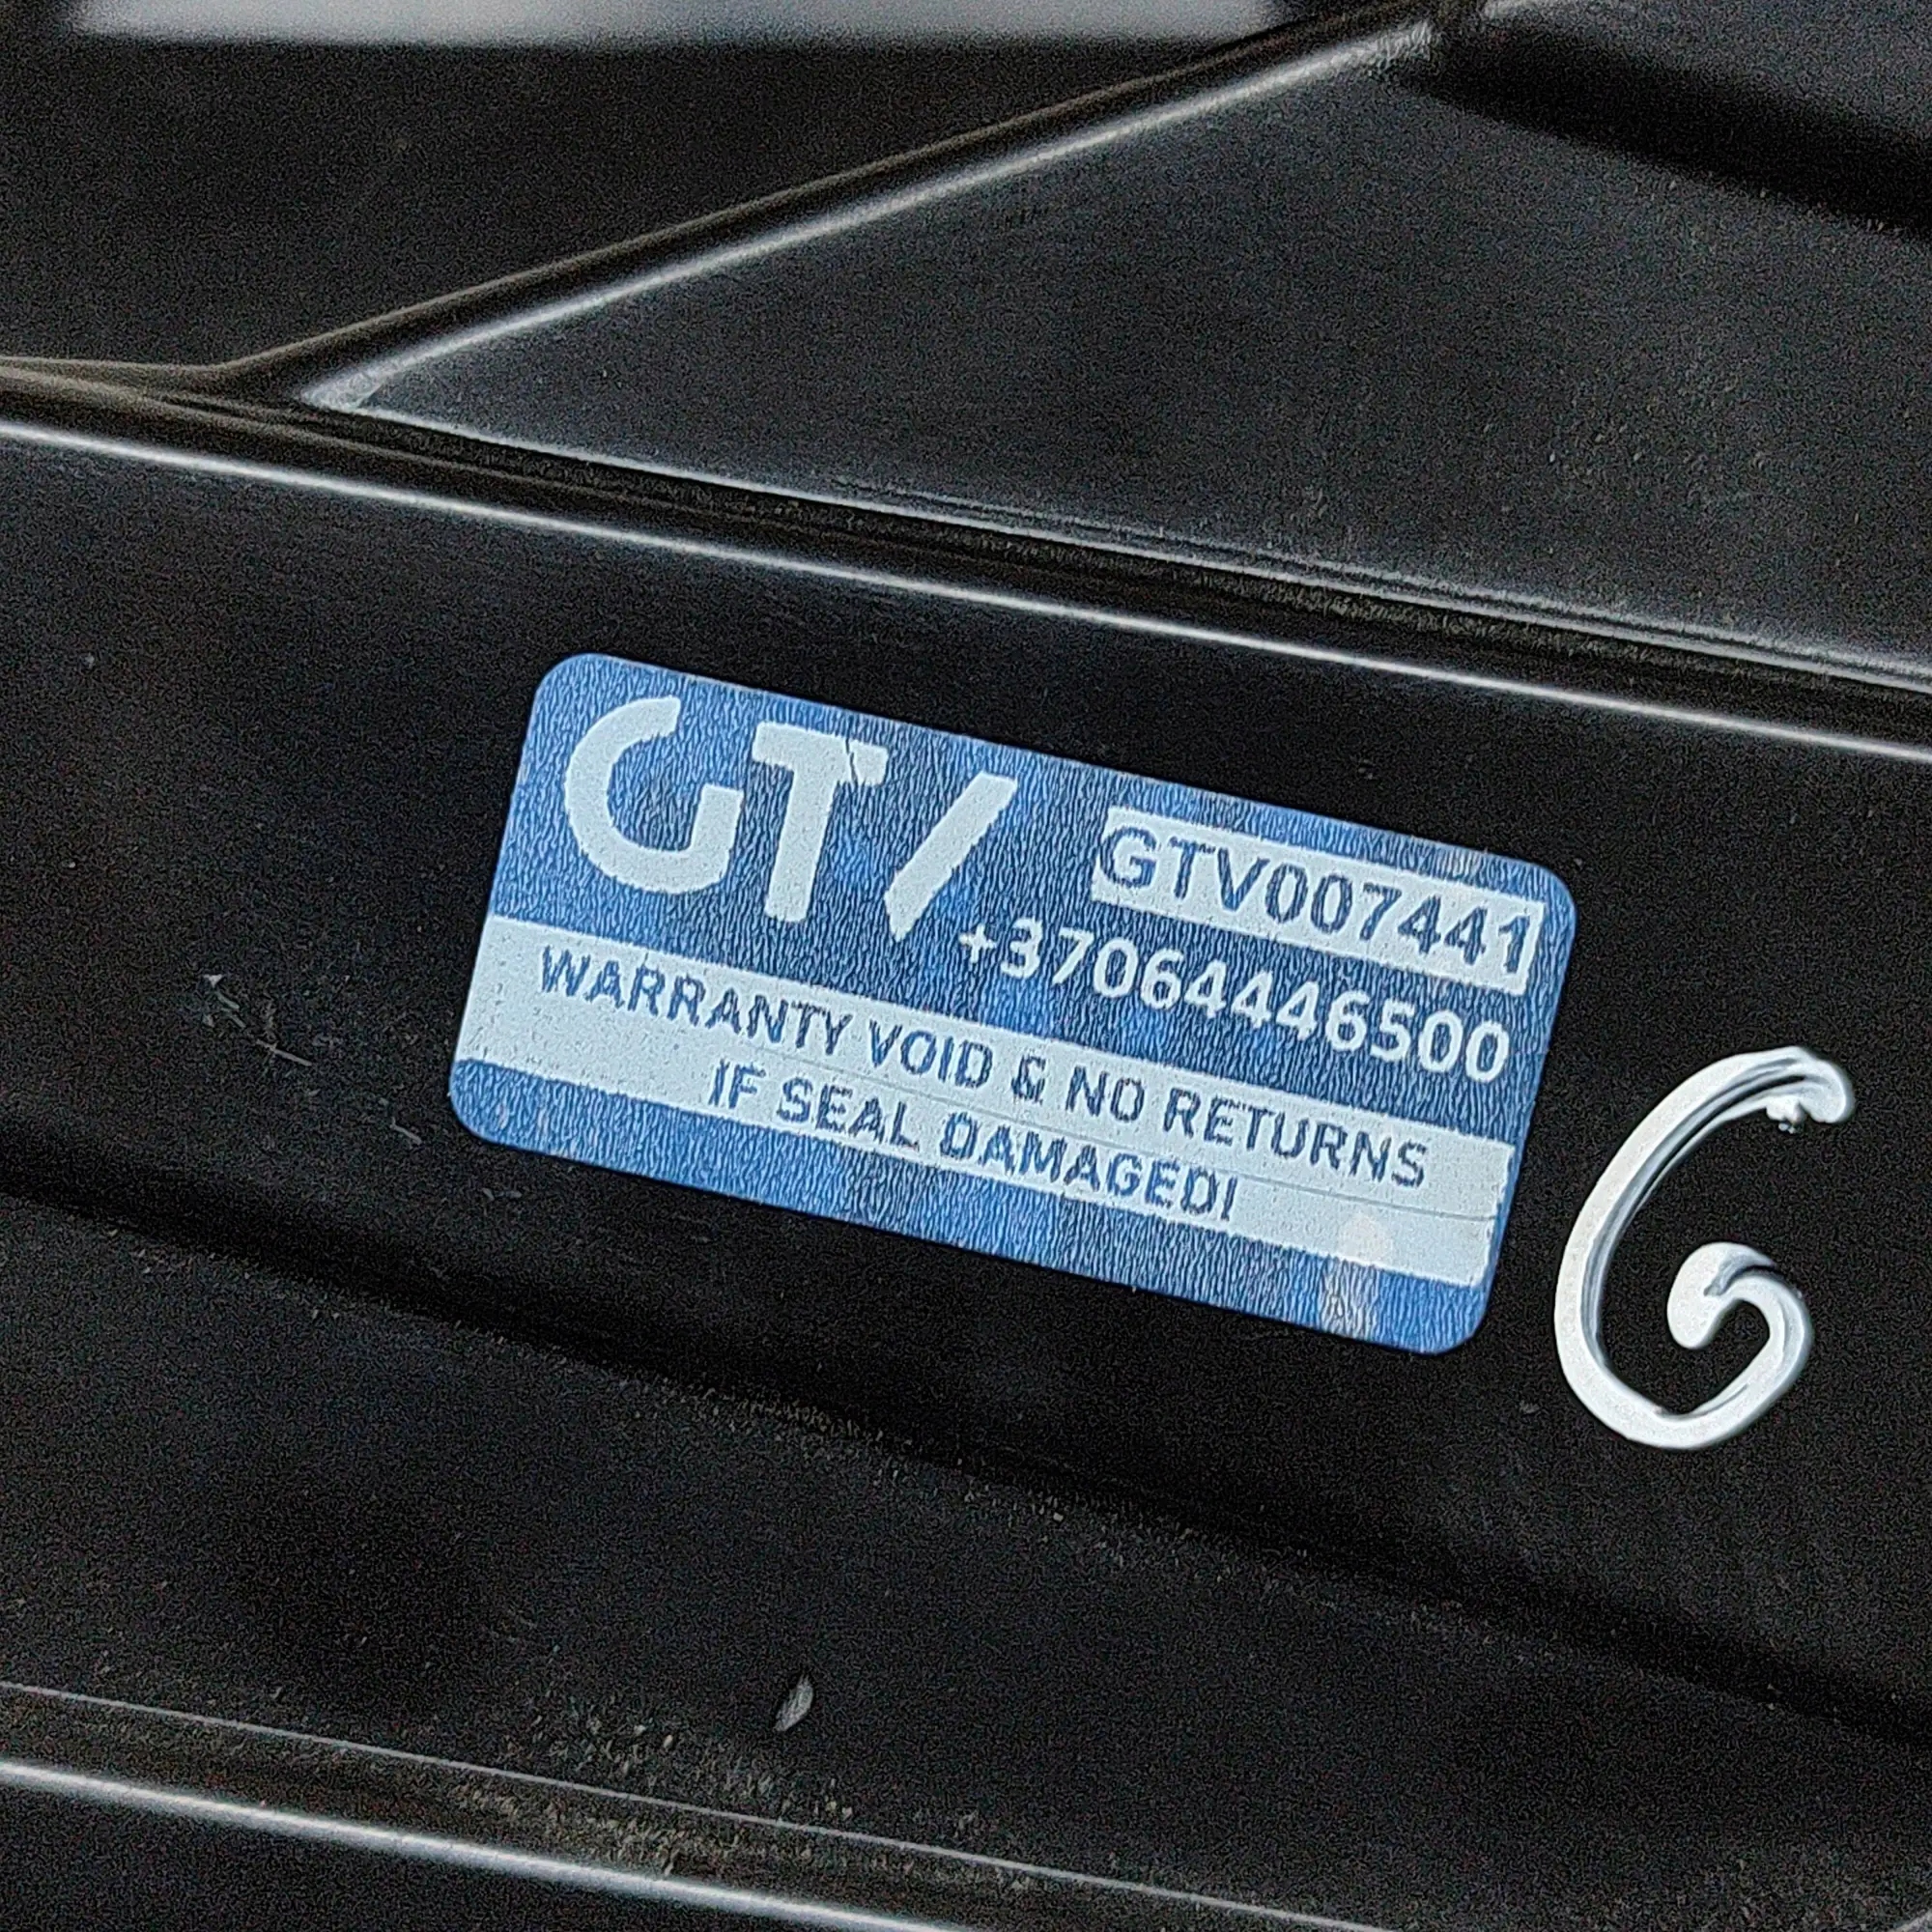 GTV
GTV007441
+37064446500
WARRANTY VOID & NO RETURNS
IF SEAL DAMAGED!
G